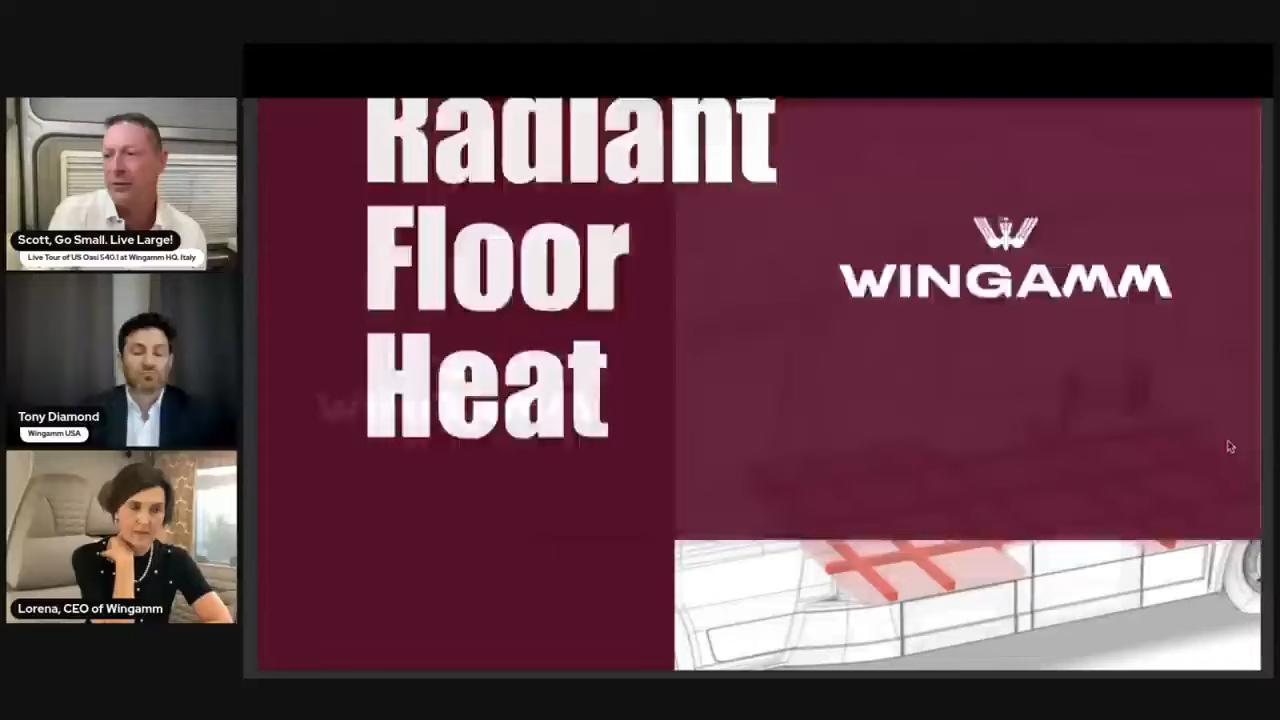 Scott, Go Small. Live Large!
Live Tour of US Oasi 540.1 at Wingamm HQ, Italy
Tony Diamond
Wingamm USA
Lorena, CEO of Wingamm
Radiant
Floor
Heat
WINGAMM